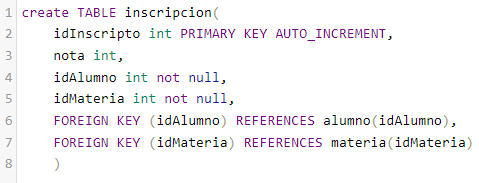 1 create TABLE inscripcion(
2 idInscripto int PRIMARY KEY AUTO_INCREMENT,
3 nota int,
4 idAlumno int not null,
5 idMateria int not null,
6 FOREIGN KEY (idAlumno) REFERENCES alumno(idAlumno),
7 FOREIGN KEY (idMateria) REFERENCES materia(idMateria)
8 )